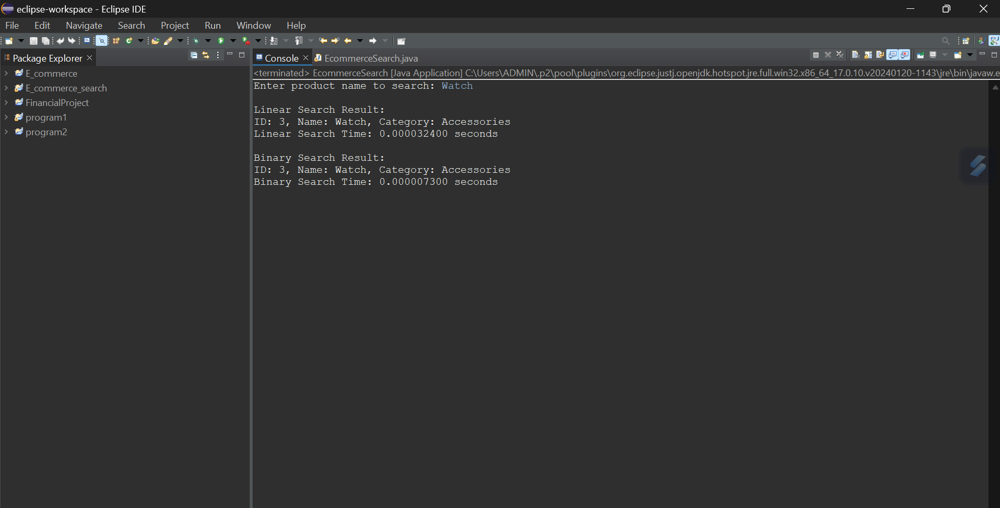 eclipse-workspace - Eclipse IDE
File Edit Navigate Search Project Run Window Help
Package Explorer
E_commerce
E_commerce_search
FinancialProject
program1
program2
Console EcommerceSearch.java
<terminated> EcommerceSearch [Java Application] C:\Users\ADMIN\.p2\pool\plugins\org.eclipse.justj.openjdk.hotspot.jre.full.win32.x86_64_17.0.10.v20240120-1143\jre\bin\javaw.e
Enter product name to search: Watch
Linear Search Result:
ID: 3, Name: Watch, Category: Accessories
Linear Search Time: 0.000032400 seconds
Binary Search Result:
ID: 3, Name: Watch, Category: Accessories
Binary Search Time: 0.000007300 seconds